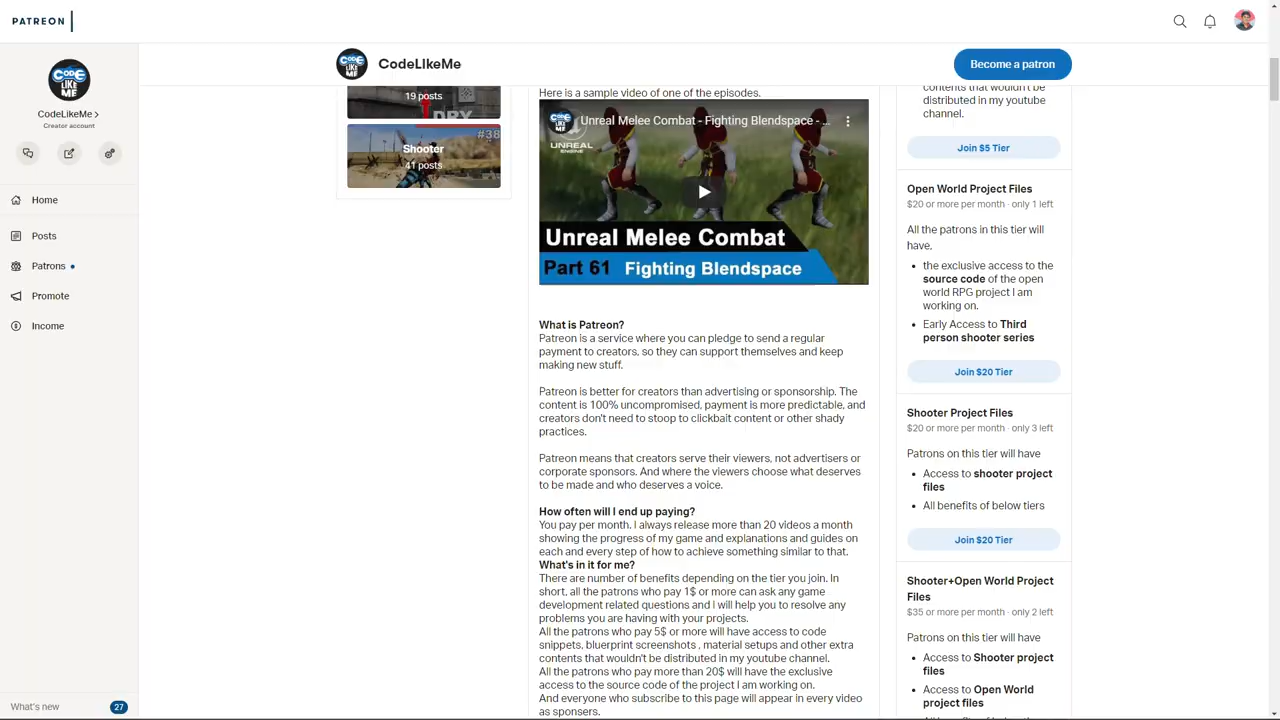 PATREON
CodeLikeMe
Become a patron
CODE LIKE ME
CodeLikeMe
Creator account
Home
Posts
Patrons
Promote
Income
What's new
27
19 posts
DRY
#38
Shooter
41 posts
Here is a sample video of one of the episodes.
Unreal Melee Combat - Fighting Blendspace - ...
UNREAL
ENGINE
Unreal Melee Combat
Part 61 Fighting Blendspace
What is Patreon?
Patreon is a service where you can pledge to send a regular
payment to creators, so they can support themselves and keep
making new stuff.
Patreon is better for creators than advertising or sponsorship. The
content is 100% uncompromised, payment is more predictable, and
creators don't need to stoop to clickbait content or other shady
practices.
Patreon means that creators serve their viewers, not advertisers or
corporate sponsors. And where the viewers choose what deserves
to be made and who deserves a voice.
How often will I end up paying?
You pay per month. I always release more than 20 videos a month
showing the progress of my game and explanations and guides on
each and every step of how to achieve something similar to that.
What's in it for me?
There are number of benefits depending on the tier you join. In
short, all the patrons who pay 1$ or more can ask any game
development related questions and I will help you to resolve any
problems you are having with your projects.
All the patrons who pay 5$ or more will have access to code
snippets, blueprint screenshots , material setups and other extra
contents that wouldn't be distributed in my youtube channel.
All the patrons who pay more than 20$ will have the exclusive
access to the source code of the project I am working on.
And everyone who subscribe to this page will appear in every video
as sponsers.
contents that wouldn't be
distributed in my youtube
channel.
Join $5 Tier
Open World Project Files
$20 or more per month · only 1 left
All the patrons in this tier will
have,
the exclusive access to the
source code of the open
world RPG project I am
working on.
Early Access to Third
person shooter series
Join $20 Tier
Shooter Project Files
$20 or more per month · only 3 left
Patrons on this tier will have
Access to shooter project
files
All benefits of below tiers
Join $20 Tier
Shooter+Open World Project
Files
$35 or more per month · only 2 left
Patrons on this tier will have
Access to Shooter project
files
Access to Open World
project files